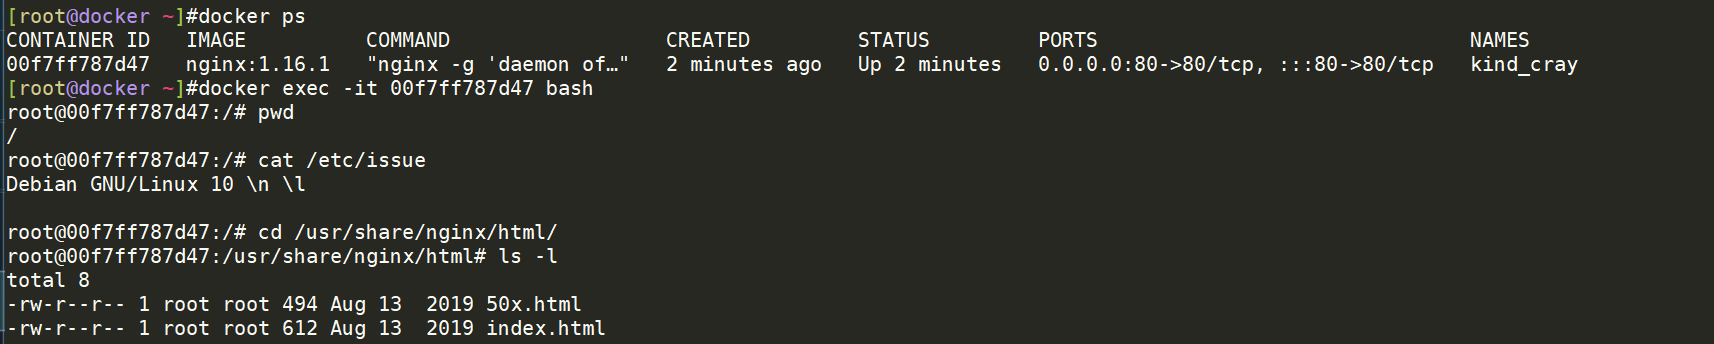 [root@docker ~]#docker ps
CONTAINER ID   IMAGE          COMMAND                  CREATED         STATUS         PORTS                               NAMES
00f7ff787d47   nginx:1.16.1   "nginx -g 'daemon of…"   2 minutes ago   Up 2 minutes   0.0.0.0:80->80/tcp, :::80->80/tcp   kind_cray
[root@docker ~]#docker exec -it 00f7ff787d47 bash
root@00f7ff787d47:/# pwd
/
root@00f7ff787d47:/# cat /etc/issue
Debian GNU/Linux 10 \n \l
root@00f7ff787d47:/# cd /usr/share/nginx/html/
root@00f7ff787d47:/usr/share/nginx/html# ls -l
total 8
-rw-r--r-- 1 root root 494 Aug 13  2019 50x.html
-rw-r--r-- 1 root root 612 Aug 13  2019 index.html